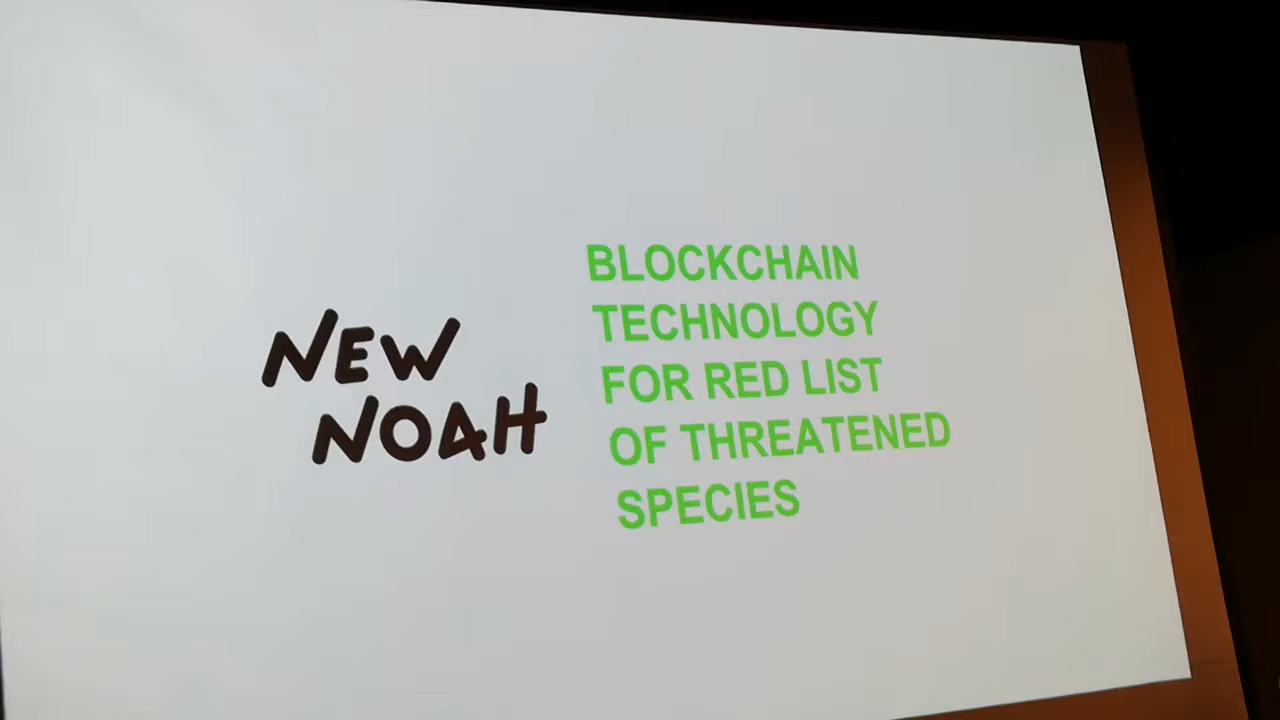 NEW
NOAH
BLOCKCHAIN
TECHNOLOGY
FOR RED LIST
OF THREATENED
SPECIES